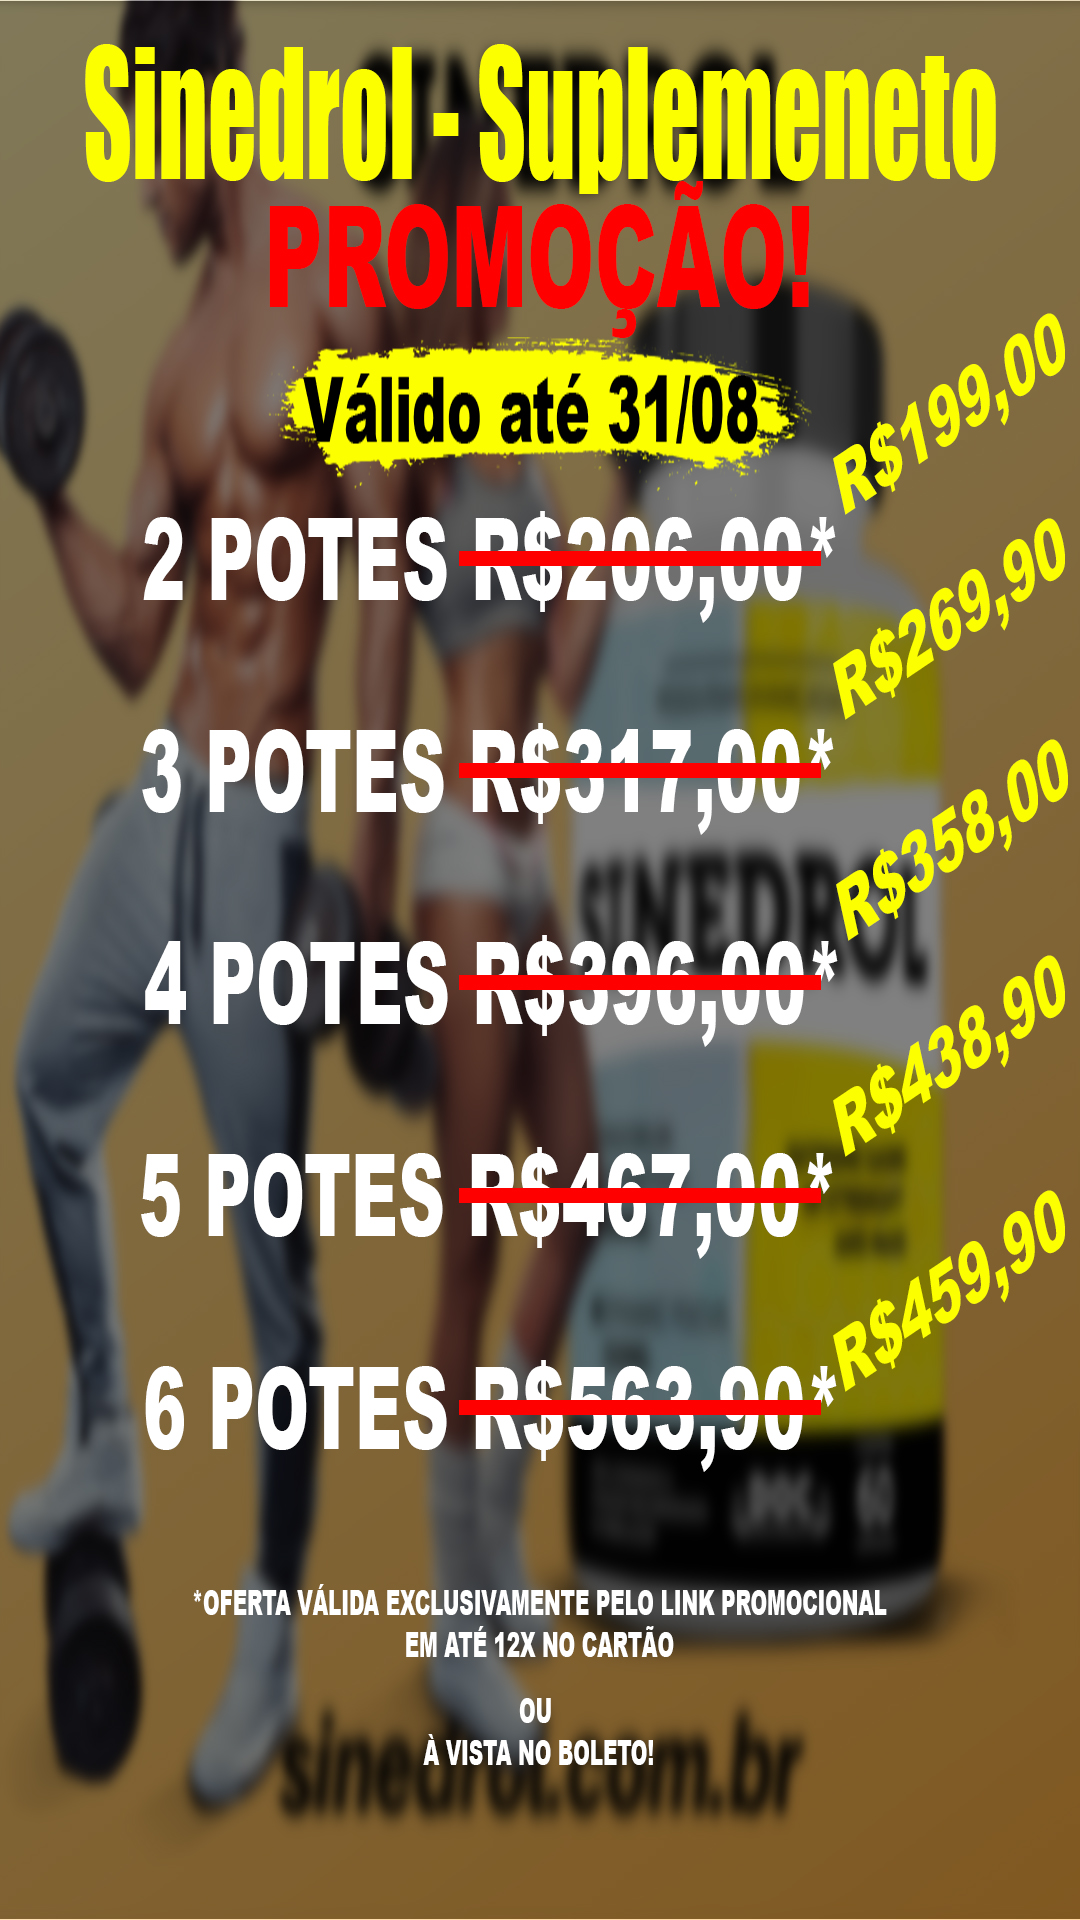 Sinedrol - Suplemeneto
PROMOÇÃO!
Válido até 31/08
R$199,00
2 POTES R$206,00*
R$269,90
3 POTES R$317,00*
R$358,00
4 POTES R$396,00*
R$438,90
5 POTES R$467,00*
R$459,90
6 POTES R$563,90*
SINEDROL
60
*OFERTA VÁLIDA EXCLUSIVAMENTE PELO LINK PROMOCIONAL
EM ATÉ 12X NO CARTÃO
OU
À VISTA NO BOLETO!
sinedrol.com.br